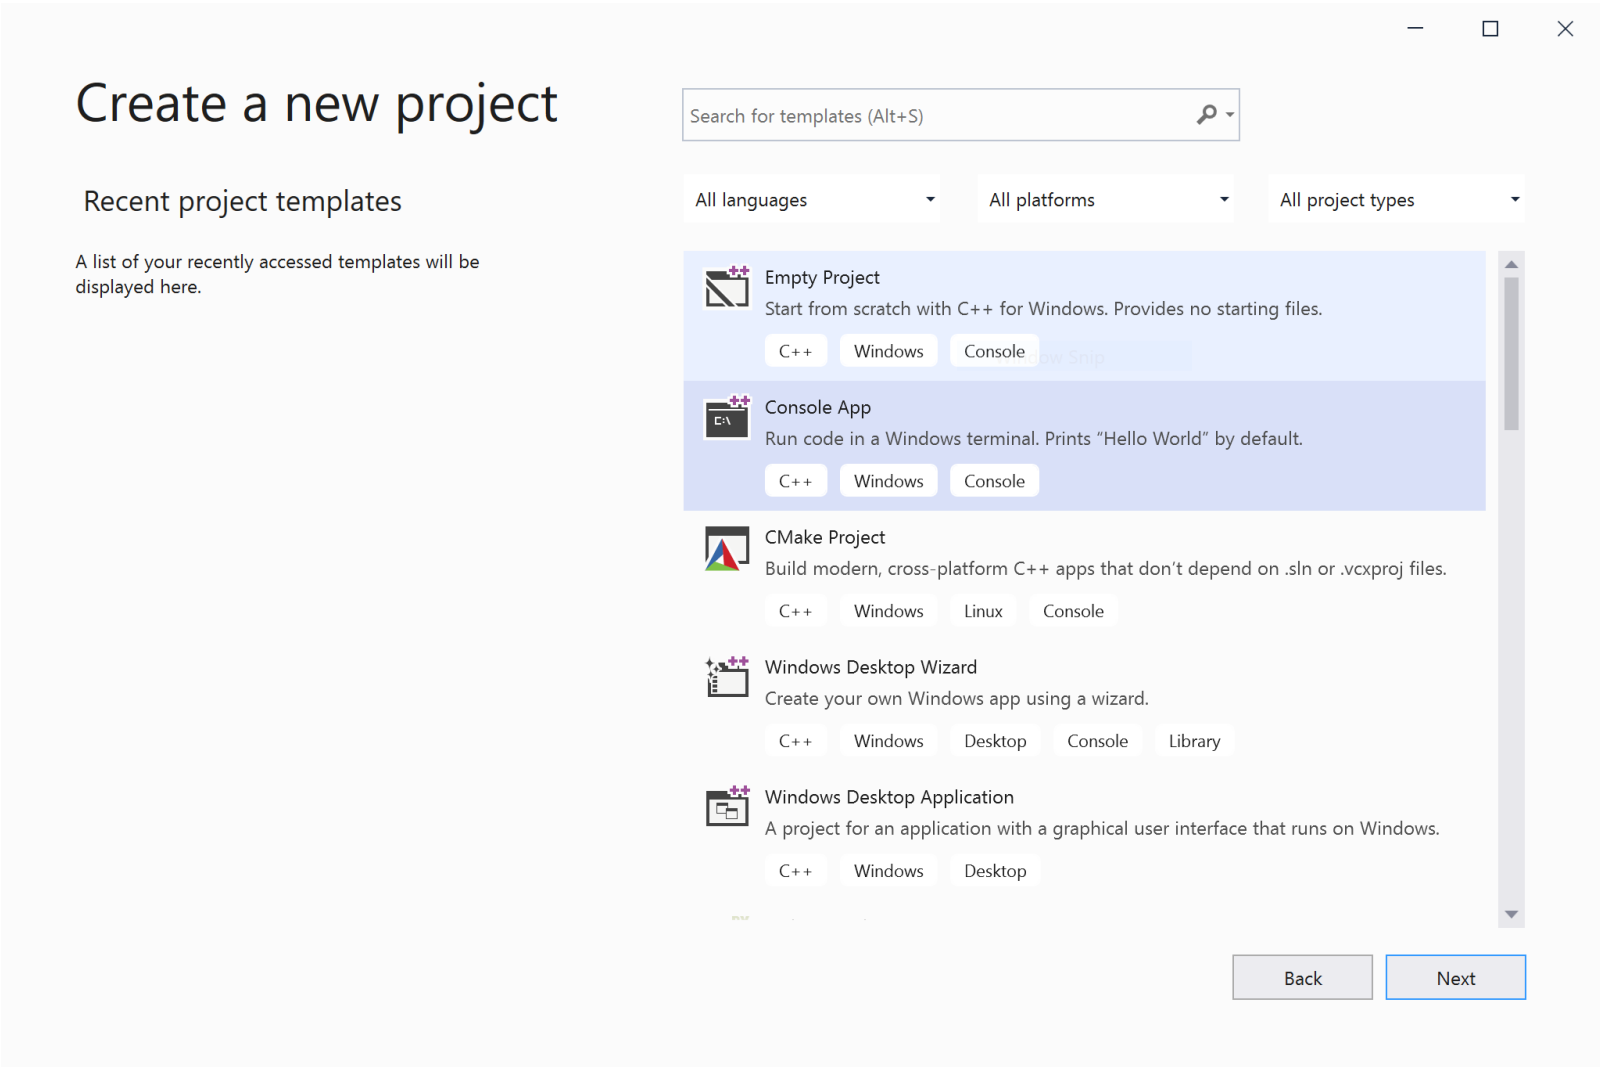 Create a new project
Search for templates (Alt+S)
Recent project templates
All languages
All platforms
All project types
A list of your recently accessed templates will be
displayed here.
Empty Project
Start from scratch with C++ for Windows. Provides no starting files.
C++ Windows Console
Snip
Console App
C:\
Run code in a Windows terminal. Prints “Hello World” by default.
C++ Windows Console
CMake Project
Build modern, cross-platform C++ apps that don’t depend on .sln or .vcxproj files.
C++ Windows Linux Console
Windows Desktop Wizard
Create your own Windows app using a wizard.
C++ Windows Desktop Console Library
Windows Desktop Application
A project for an application with a graphical user interface that runs on Windows.
C++ Windows Desktop
Back
Next